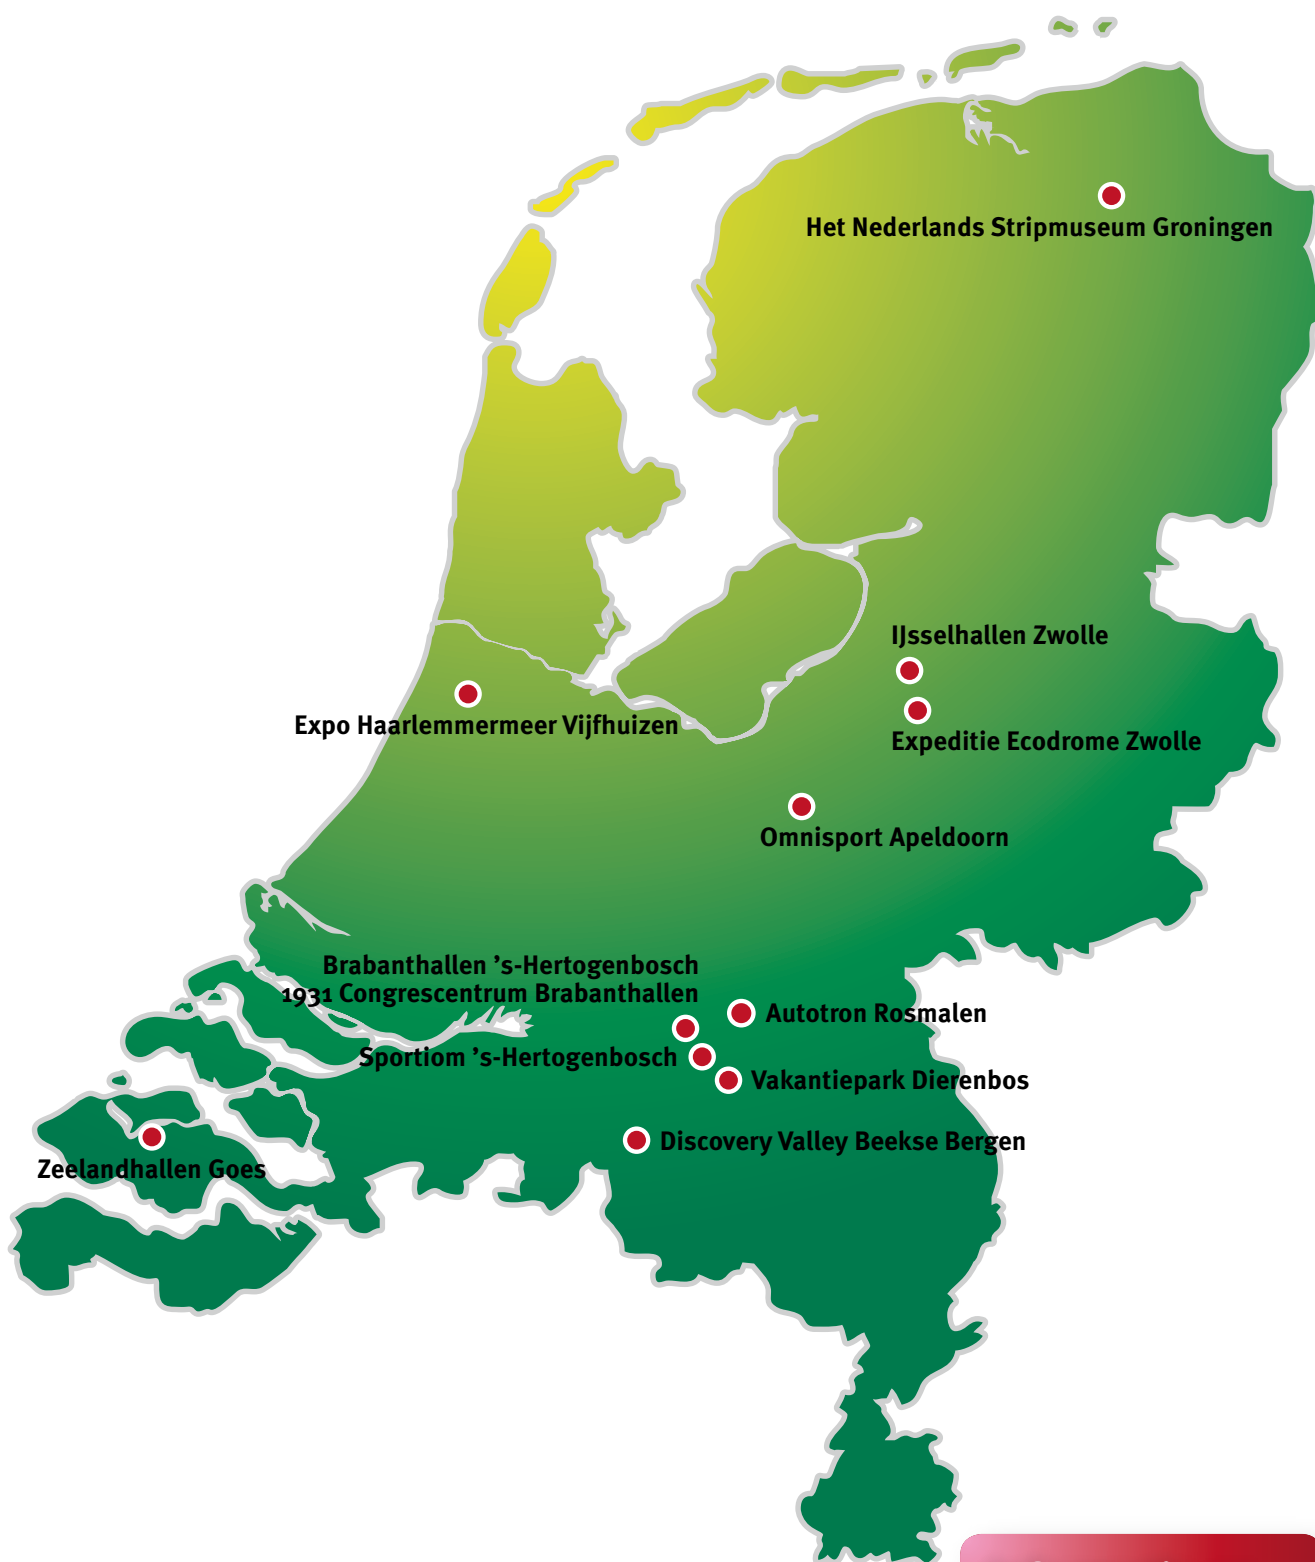 Het Nederlands Stripmuseum Groningen
IJsselhallen Zwolle
Expo Haarlemmermeer Vijfhuizen
Expeditie Ecodrome Zwolle
Omnisport Apeldoorn
Brabanthallen ’s-Hertogenbosch
1931 Congrescentrum Brabanthallen
Autotron Rosmalen
Sportiom ’s-Hertogenbosch
Vakantiepark Dierenbos
Discovery Valley Beekse Bergen
Zeelandhallen Goes